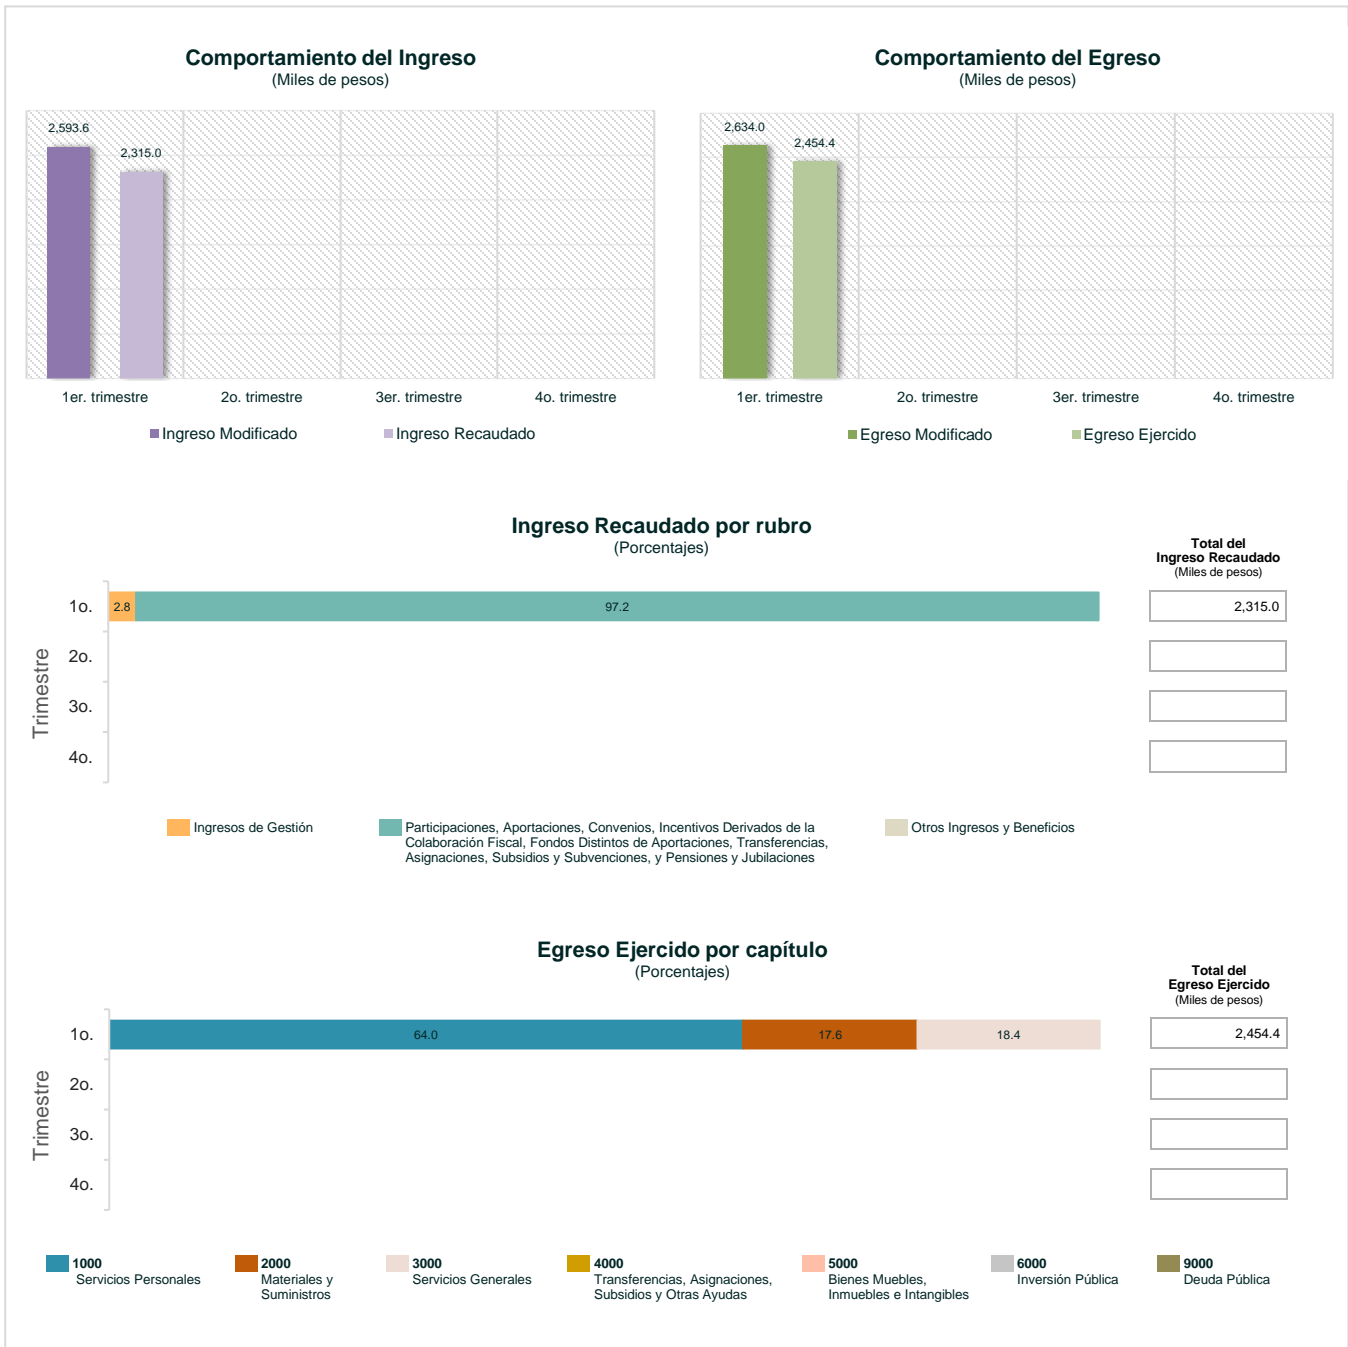 Comportamiento del Ingreso
(Miles de pesos)
2,593.6
2,315.0
1er. trimestre
2o. trimestre
3er. trimestre
4o. trimestre
Ingreso Modificado
Ingreso Recaudado
Comportamiento del Egreso
(Miles de pesos)
2,634.0
2,454.4
1er. trimestre
2o. trimestre
3er. trimestre
4o. trimestre
Egreso Modificado
Egreso Ejercido
Ingreso Recaudado por rubro
(Porcentajes)
Total del
Ingreso Recaudado
(Miles de pesos)
Trimestre
1o.
2.8
97.2
2,315.0
2o.
3o.
4o.
Ingresos de Gestión
Participaciones, Aportaciones, Convenios, Incentivos Derivados de la
Colaboración Fiscal, Fondos Distintos de Aportaciones, Transferencias,
Asignaciones, Subsidios y Subvenciones, y Pensiones y Jubilaciones
Otros Ingresos y Beneficios
Egreso Ejercido por capítulo
(Porcentajes)
Total del
Egreso Ejercido
(Miles de pesos)
Trimestre
1o.
64.0
17.6
18.4
2,454.4
2o.
3o.
4o.
1000
Servicios Personales
2000
Materiales y
Suministros
3000
Servicios Generales
4000
Transferencias, Asignaciones,
Subsidios y Otras Ayudas
5000
Bienes Muebles,
Inmuebles e Intangibles
6000
Inversión Pública
9000
Deuda Pública